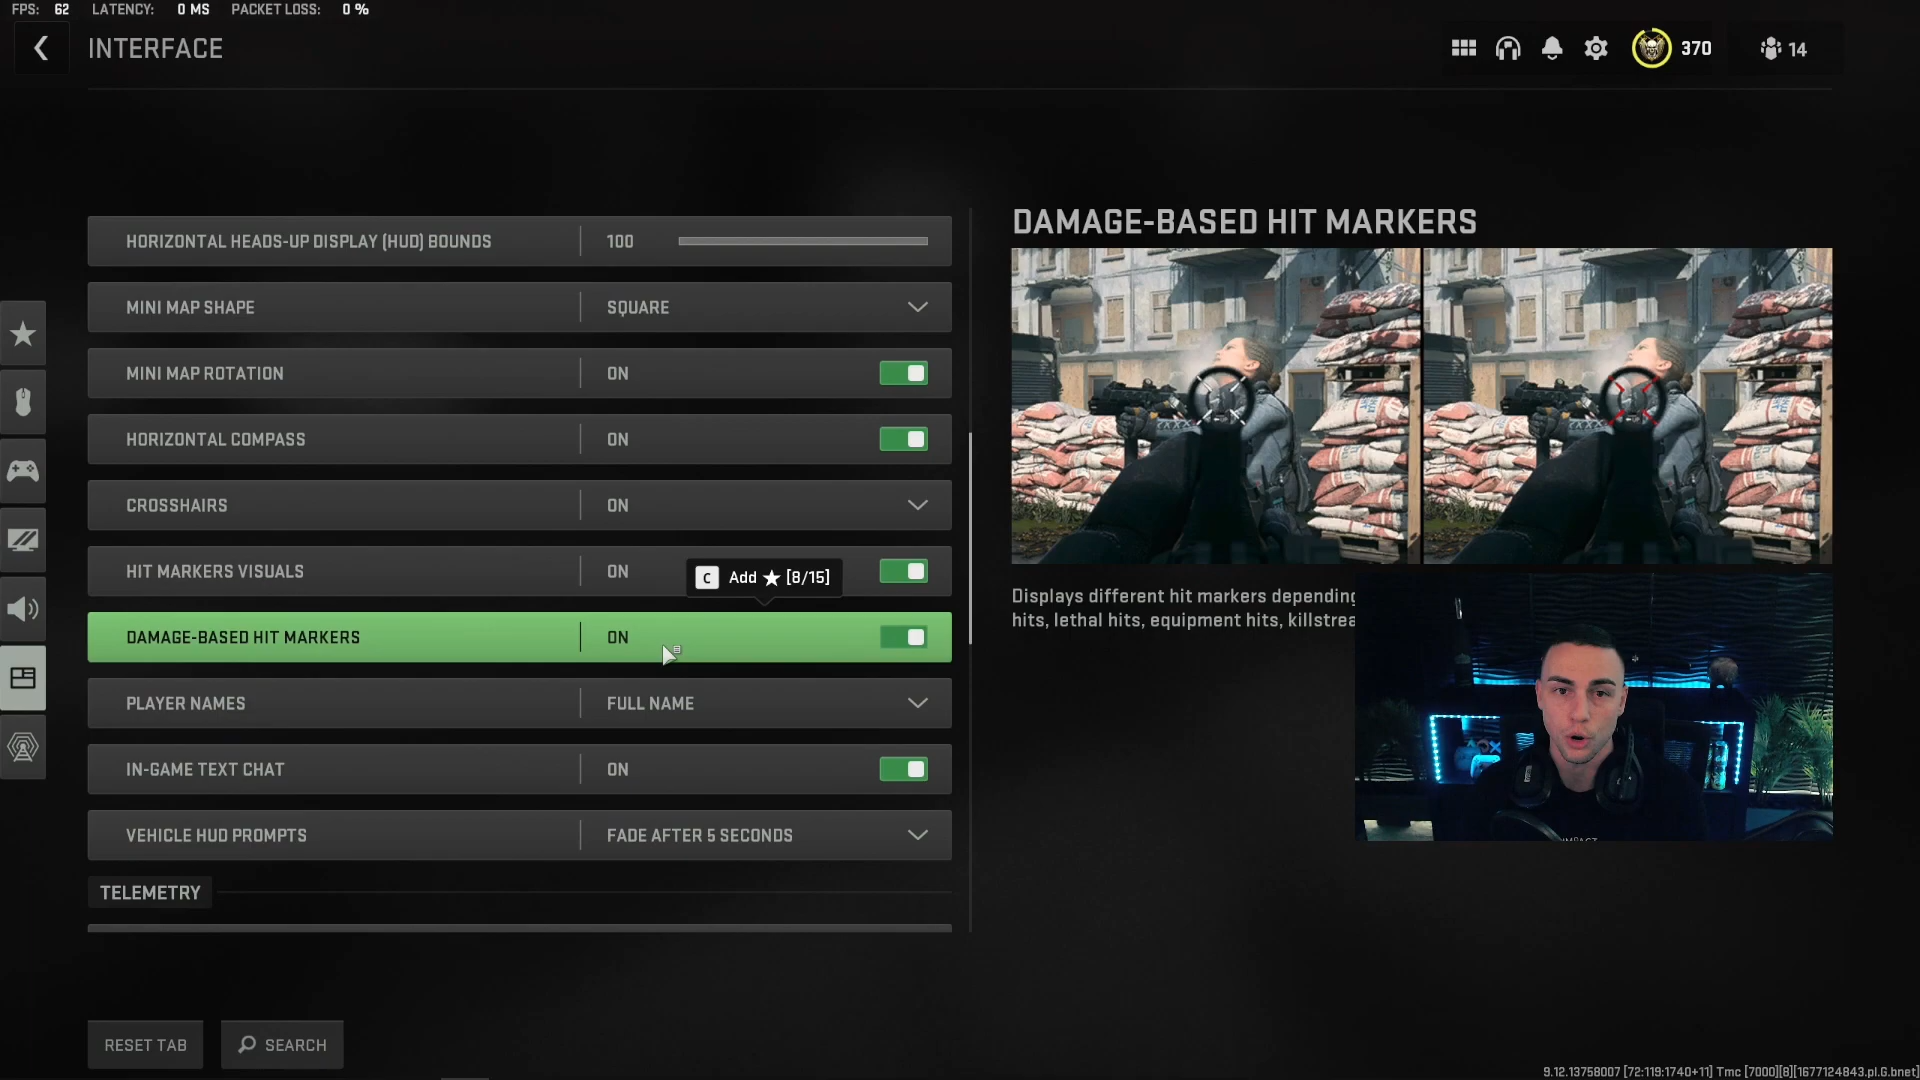 FPS: 62 LATENCY: 0 MS PACKET LOSS: 0 %
INTERFACE
370
14
HORIZONTAL HEADS-UP DISPLAY (HUD) BOUNDS 100
MINI MAP SHAPE SQUARE
MINI MAP ROTATION ON
HORIZONTAL COMPASS ON
CROSSHAIRS ON
HIT MARKERS VISUALS ON
C Add ★ [8/15]
DAMAGE-BASED HIT MARKERS ON
PLAYER NAMES FULL NAME
IN-GAME TEXT CHAT ON
VEHICLE HUD PROMPTS FADE AFTER 5 SECONDS
TELEMETRY
RESET TAB
SEARCH
DAMAGE-BASED HIT MARKERS
Displays different hit markers depending
hits, lethal hits, equipment hits, killstrea
9.12.13758007 [72:119:1740+11] Tmc [7000][8][1677124843.pl.G.bnet]